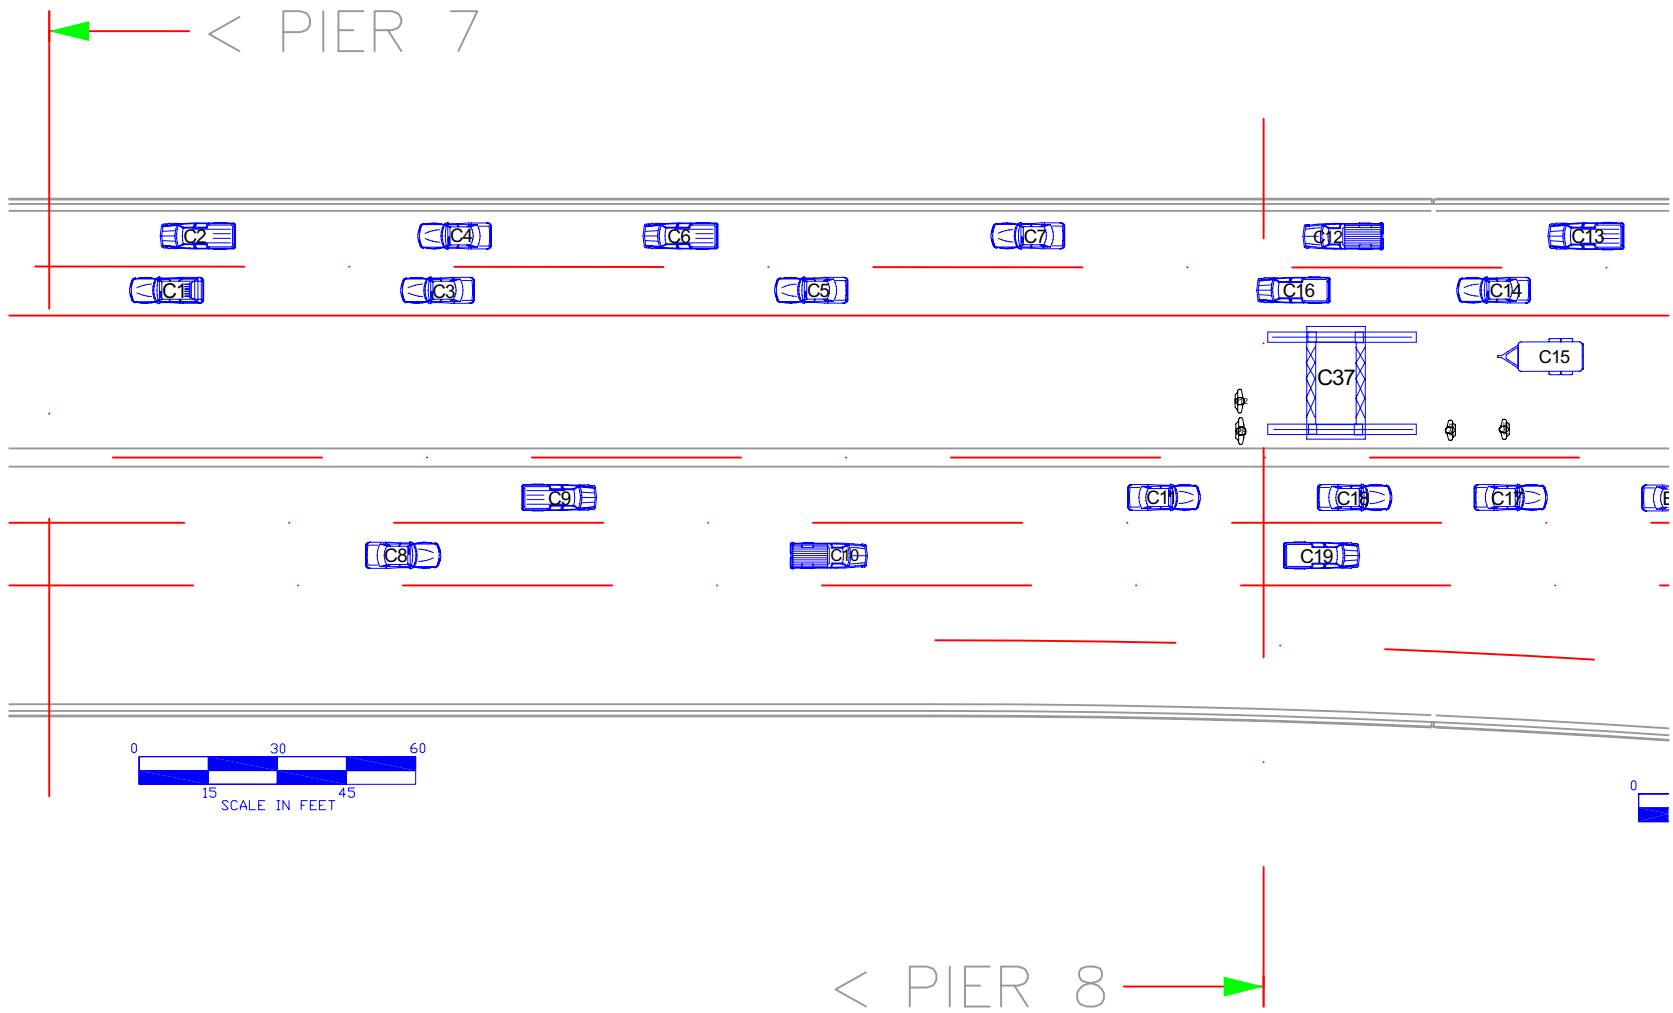 < PIER 7
C2 C4 C6 C7 C12 C13
C1 C3 C5 C16 C14
C37 C15
C9 C11 C18 C17
C8 C10 C19
0 30 60
15 45
SCALE IN FEET
0
< PIER 8